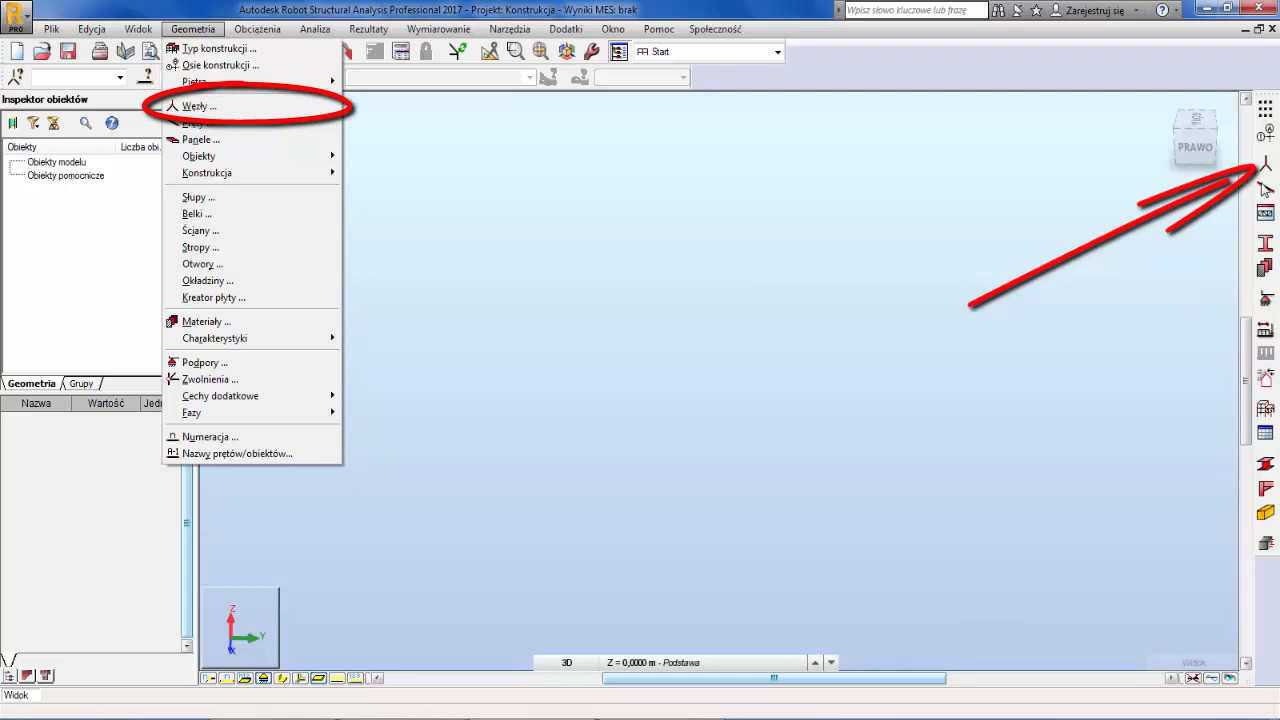 PRO
Autodesk Robot Structural Analysis Professional 2017 - Projekt: Konstrukcja - Wyniki MES: brak
Wpisz słowo kluczowe lub frazę
Zarejestruj się
Plik Edycja Widok Geometria Obciążenia Analiza Rezultaty Wymiarowanie Narzędzia Dodatki Okno Pomoc Społeczność
Start
Inspektor obiektów
Obiekty Liczba obi.
Obiekty modelu
Obiekty pomocnicze
Geometria Grupy
Nazwa Wartość Jedn
Typ konstrukcji ...
Osie konstrukcji ...
Piętra
Węzły ...
Pręty ...
Panele ...
Obiekty
Konstrukcja
Słupy ...
Belki ...
Ściany ...
Stropy ...
Otwory ...
Okładziny ...
Kreator płyty ...
Materiały ...
Charakterystyki
Podpory ...
Zwolnienia ...
Cechy dodatkowe
Fazy
n Numeracja ...
A-1 Nazwy prętów/obiektów...
PRAWO
Z
Y
X
3D Z = 0,0000 m - Podstawa
Widok
Widok